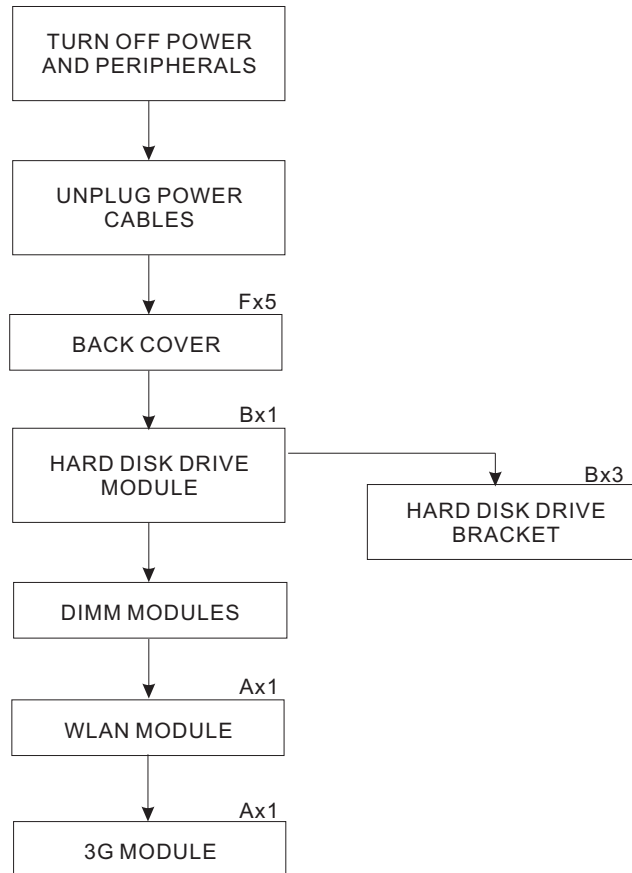 TURN OFF POWER
AND PERIPHERALS
UNPLUG POWER
CABLES
Fx5
BACK COVER
Bx1
HARD DISK DRIVE
MODULE
Bx3
HARD DISK DRIVE
BRACKET
DIMM MODULES
Ax1
WLAN MODULE
Ax1
3G MODULE